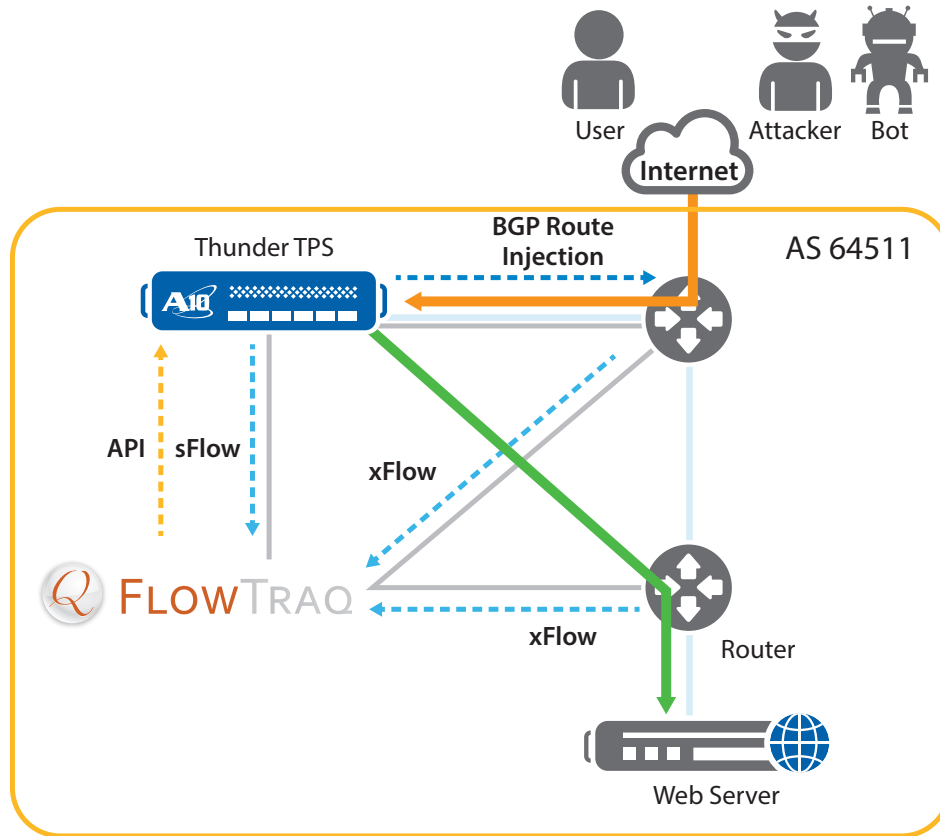 User
Attacker
Bot
Internet
BGP Route
Injection
AS 64511
Thunder TPS
A10
API
sFlow
xFlow
Q FLOWTRAQ
xFlow
Router
Web Server